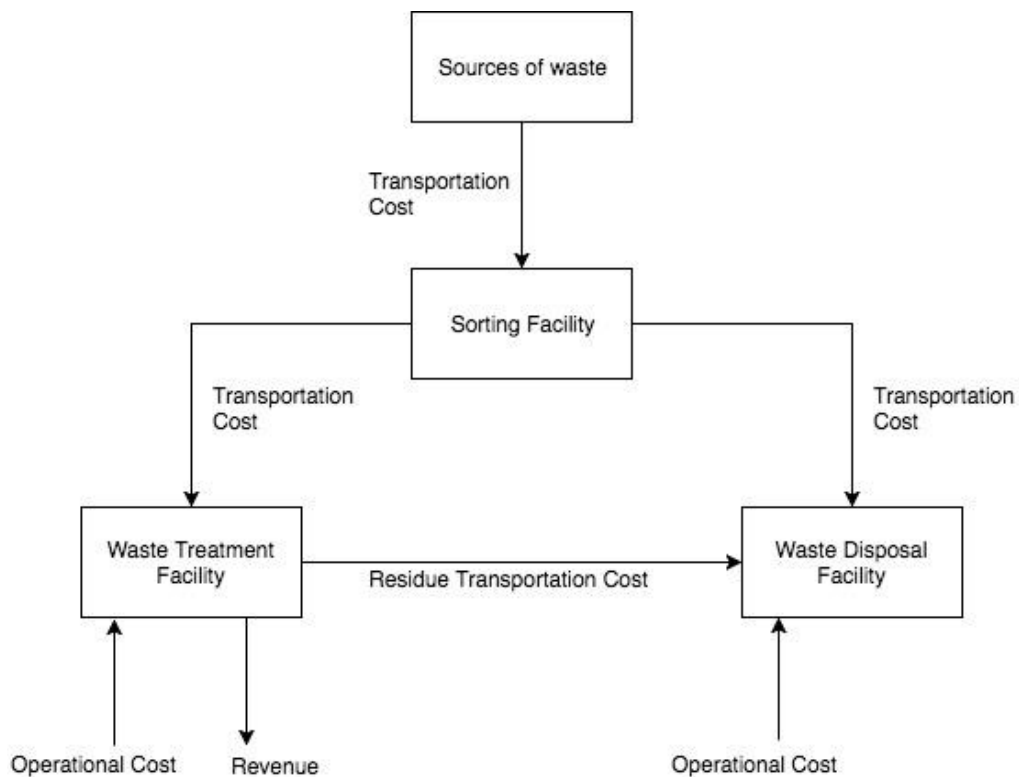 Sources of waste
Transportation
Cost
Sorting Facility
Transportation
Cost
Transportation
Cost
Waste Treatment
Facility
Residue Transportation Cost
Waste Disposal
Facility
Operational Cost
Revenue
Operational Cost